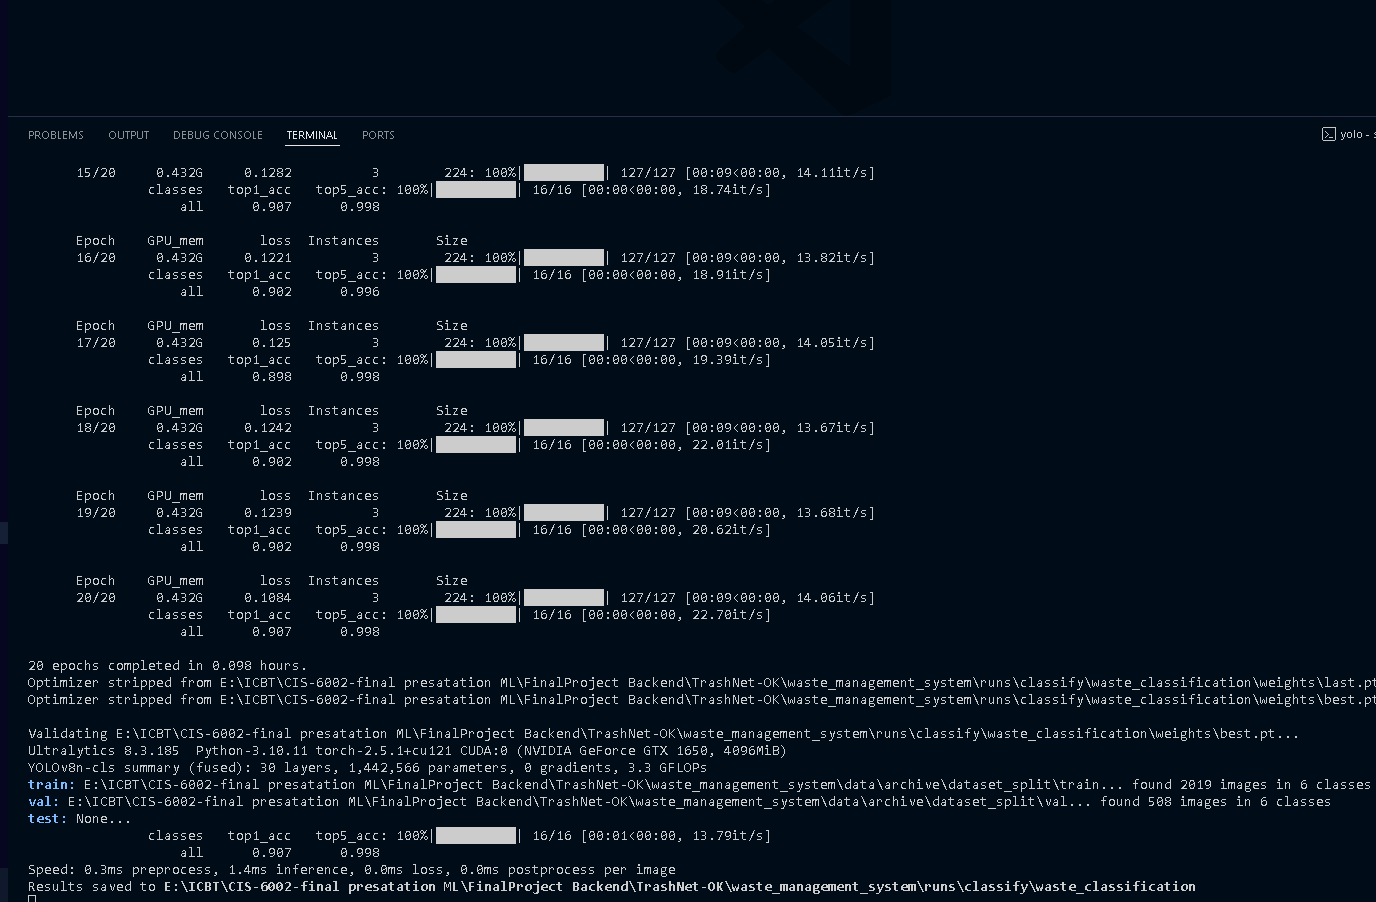 PROBLEMS OUTPUT DEBUG CONSOLE TERMINAL PORTS yolo - s
15/20 0.432G 0.1282 3 224: 100%|██████████| 127/127 [00:09<00:00, 14.11it/s]
classes top1_acc top5_acc: 100%|██████████| 16/16 [00:00<00:00, 18.74it/s]
all 0.907 0.998
Epoch GPU_mem loss Instances Size
16/20 0.432G 0.1221 3 224: 100%|██████████| 127/127 [00:09<00:00, 13.82it/s]
classes top1_acc top5_acc: 100%|██████████| 16/16 [00:00<00:00, 18.91it/s]
all 0.902 0.996
Epoch GPU_mem loss Instances Size
17/20 0.432G 0.125 3 224: 100%|██████████| 127/127 [00:09<00:00, 14.05it/s]
classes top1_acc top5_acc: 100%|██████████| 16/16 [00:00<00:00, 19.39it/s]
all 0.898 0.998
Epoch GPU_mem loss Instances Size
18/20 0.432G 0.1242 3 224: 100%|██████████| 127/127 [00:09<00:00, 13.67it/s]
classes top1_acc top5_acc: 100%|██████████| 16/16 [00:00<00:00, 22.01it/s]
all 0.902 0.998
Epoch GPU_mem loss Instances Size
19/20 0.432G 0.1239 3 224: 100%|██████████| 127/127 [00:09<00:00, 13.68it/s]
classes top1_acc top5_acc: 100%|██████████| 16/16 [00:00<00:00, 20.62it/s]
all 0.902 0.998
Epoch GPU_mem loss Instances Size
20/20 0.432G 0.1084 3 224: 100%|██████████| 127/127 [00:09<00:00, 14.06it/s]
classes top1_acc top5_acc: 100%|██████████| 16/16 [00:00<00:00, 22.70it/s]
all 0.907 0.998
20 epochs completed in 0.098 hours.
Optimizer stripped from E:\ICBT\CIS-6002-final presatation ML\FinalProject Backend\TrashNet-OK\waste_management_system\runs\classify\waste_classification\weights\last.pt
Optimizer stripped from E:\ICBT\CIS-6002-final presatation ML\FinalProject Backend\TrashNet-OK\waste_management_system\runs\classify\waste_classification\weights\best.pt
Validating E:\ICBT\CIS-6002-final presatation ML\FinalProject Backend\TrashNet-OK\waste_management_system\runs\classify\waste_classification\weights\best.pt...
Ultralytics 8.3.185 Python-3.10.11 torch-2.5.1+cu121 CUDA:0 (NVIDIA GeForce GTX 1650, 4096MiB)
YOLOv8n-cls summary (fused): 30 layers, 1,442,566 parameters, 0 gradients, 3.3 GFLOPs
train: E:\ICBT\CIS-6002-final presatation ML\FinalProject Backend\TrashNet-OK\waste_management_system\data\archive\dataset_split\train... found 2019 images in 6 classes
val: E:\ICBT\CIS-6002-final presatation ML\FinalProject Backend\TrashNet-OK\waste_management_system\data\archive\dataset_split\val... found 508 images in 6 classes
test: None...
classes top1_acc top5_acc: 100%|██████████| 16/16 [00:01<00:00, 13.79it/s]
all 0.907 0.998
Speed: 0.3ms preprocess, 1.4ms inference, 0.0ms loss, 0.0ms postprocess per image
Results saved to E:\ICBT\CIS-6002-final presatation ML\FinalProject Backend\TrashNet-OK\waste_management_system\runs\classify\waste_classification